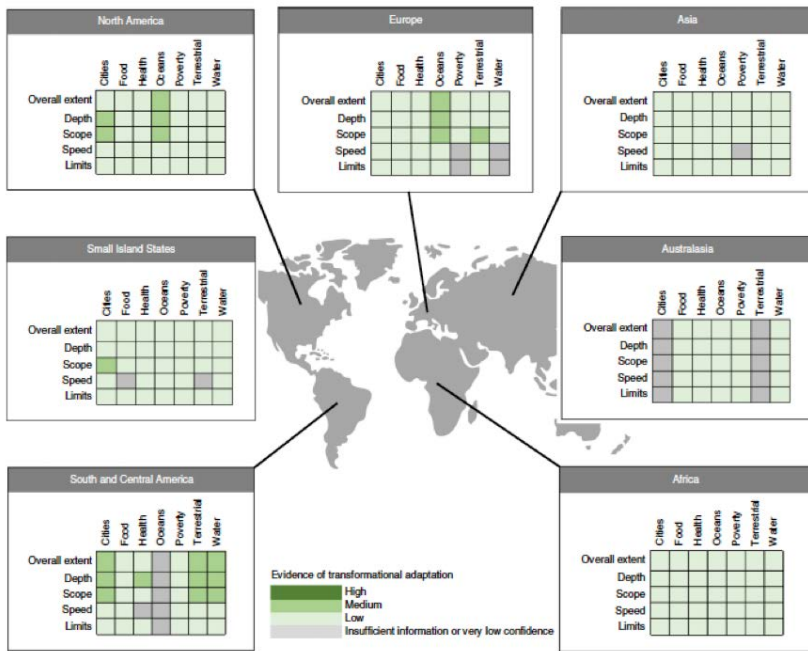 North America
Cities
Food
Health
Oceans
Poverty
Terrestrial
Water
Overall extent
Depth
Scope
Speed
Limits
Europe
Cities
Food
Health
Oceans
Poverty
Terrestrial
Water
Overall extent
Depth
Scope
Speed
Limits
Asia
Cities
Food
Health
Oceans
Poverty
Terrestrial
Water
Overall extent
Depth
Scope
Speed
Limits
Small Island States
Cities
Food
Health
Oceans
Poverty
Terrestrial
Water
Overall extent
Depth
Scope
Speed
Limits
Australasia
Cities
Food
Health
Oceans
Poverty
Terrestrial
Water
Overall extent
Depth
Scope
Speed
Limits
South and Central America
Cities
Food
Health
Oceans
Poverty
Terrestrial
Water
Overall extent
Depth
Scope
Speed
Limits
Evidence of transformational adaptation
High
Medium
Low
Insufficient information or very low confidence
Africa
Cities
Food
Health
Oceans
Poverty
Terrestrial
Water
Overall extent
Depth
Scope
Speed
Limits